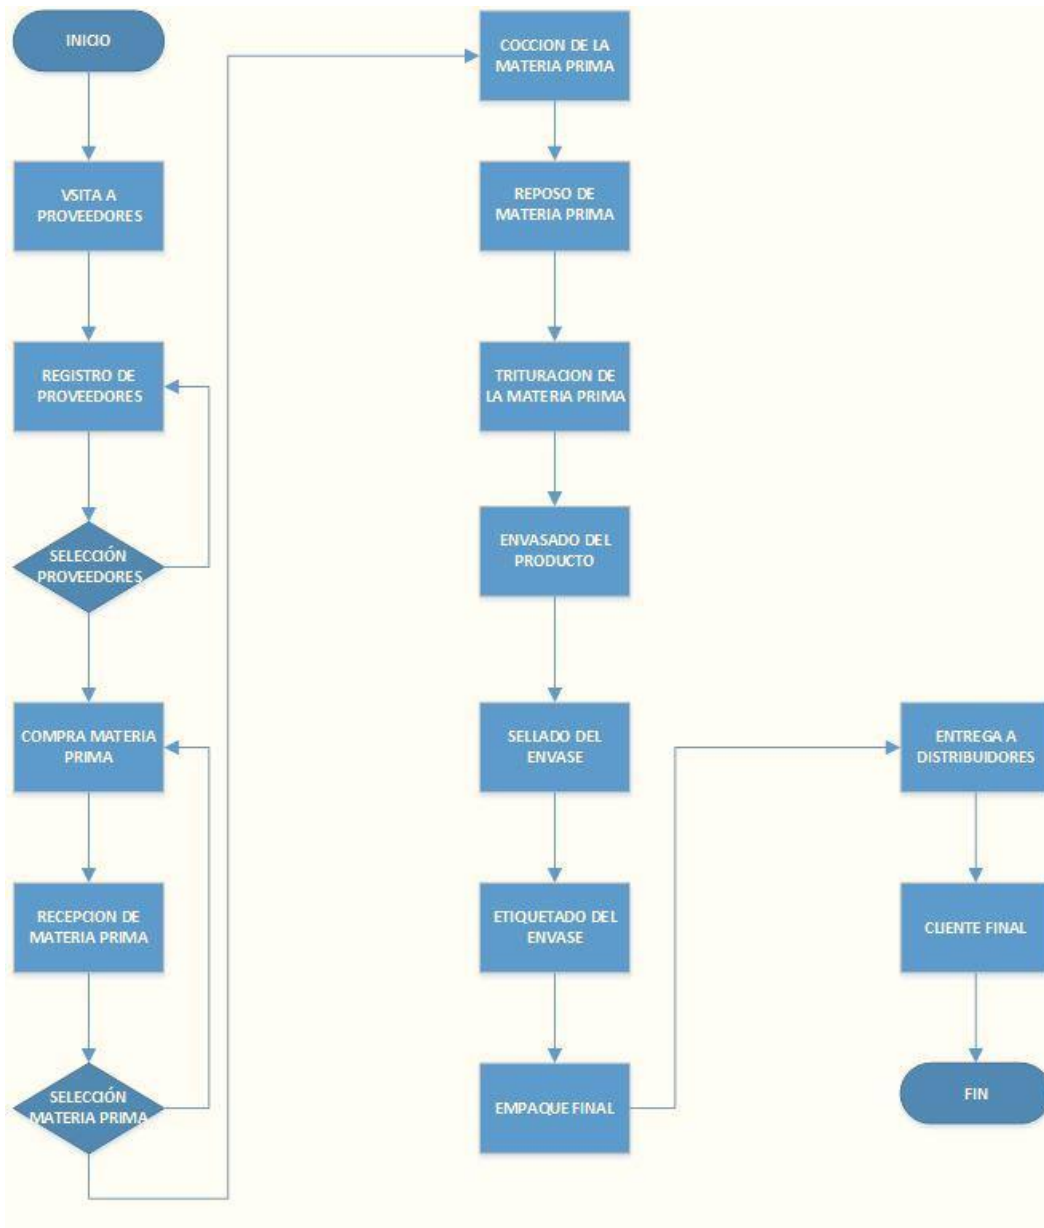 INICIO
VSITA A
PROVEEDORES
REGISTRO DE
PROVEEDORES
SELECCIÓN
PROVEEDORES
COMPRA MATERIA
PRIMA
RECEPCION DE
MATERIA PRIMA
SELECCIÓN
MATERIA PRIMA
COCCION DE LA
MATERIA PRIMA
REPOSO DE
MATERIA PRIMA
TRITURACION DE
LA MATERIA PRIMA
ENVASADO DEL
PRODUCTO
SELLADO DEL
ENVASE
ETIQUETADO DEL
ENVASE
EMPAQUE FINAL
ENTREGA A
DISTRIBUIDORES
CLIENTE FINAL
FIN